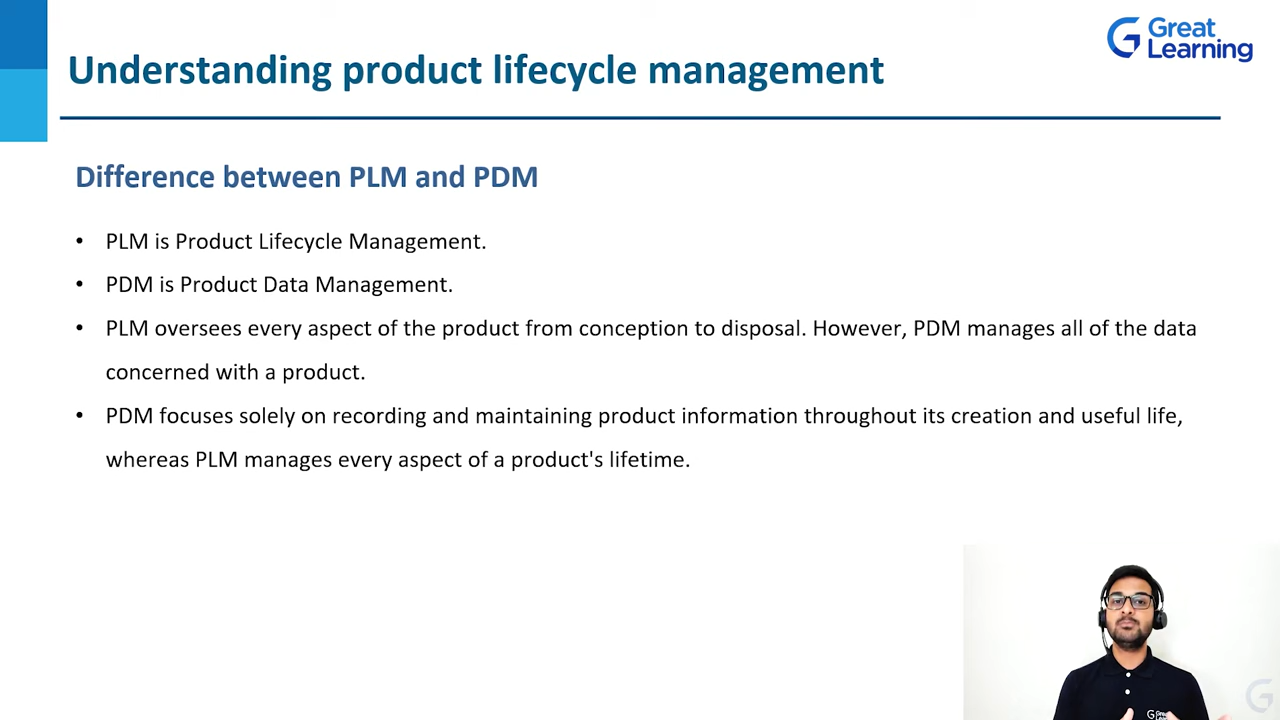 Great
Learning
Understanding product lifecycle management
Difference between PLM and PDM
• PLM is Product Lifecycle Management.
• PDM is Product Data Management.
• PLM oversees every aspect of the product from conception to disposal. However, PDM manages all of the data
concerned with a product.
• PDM focuses solely on recording and maintaining product information throughout its creation and useful life,
whereas PLM manages every aspect of a product's lifetime.